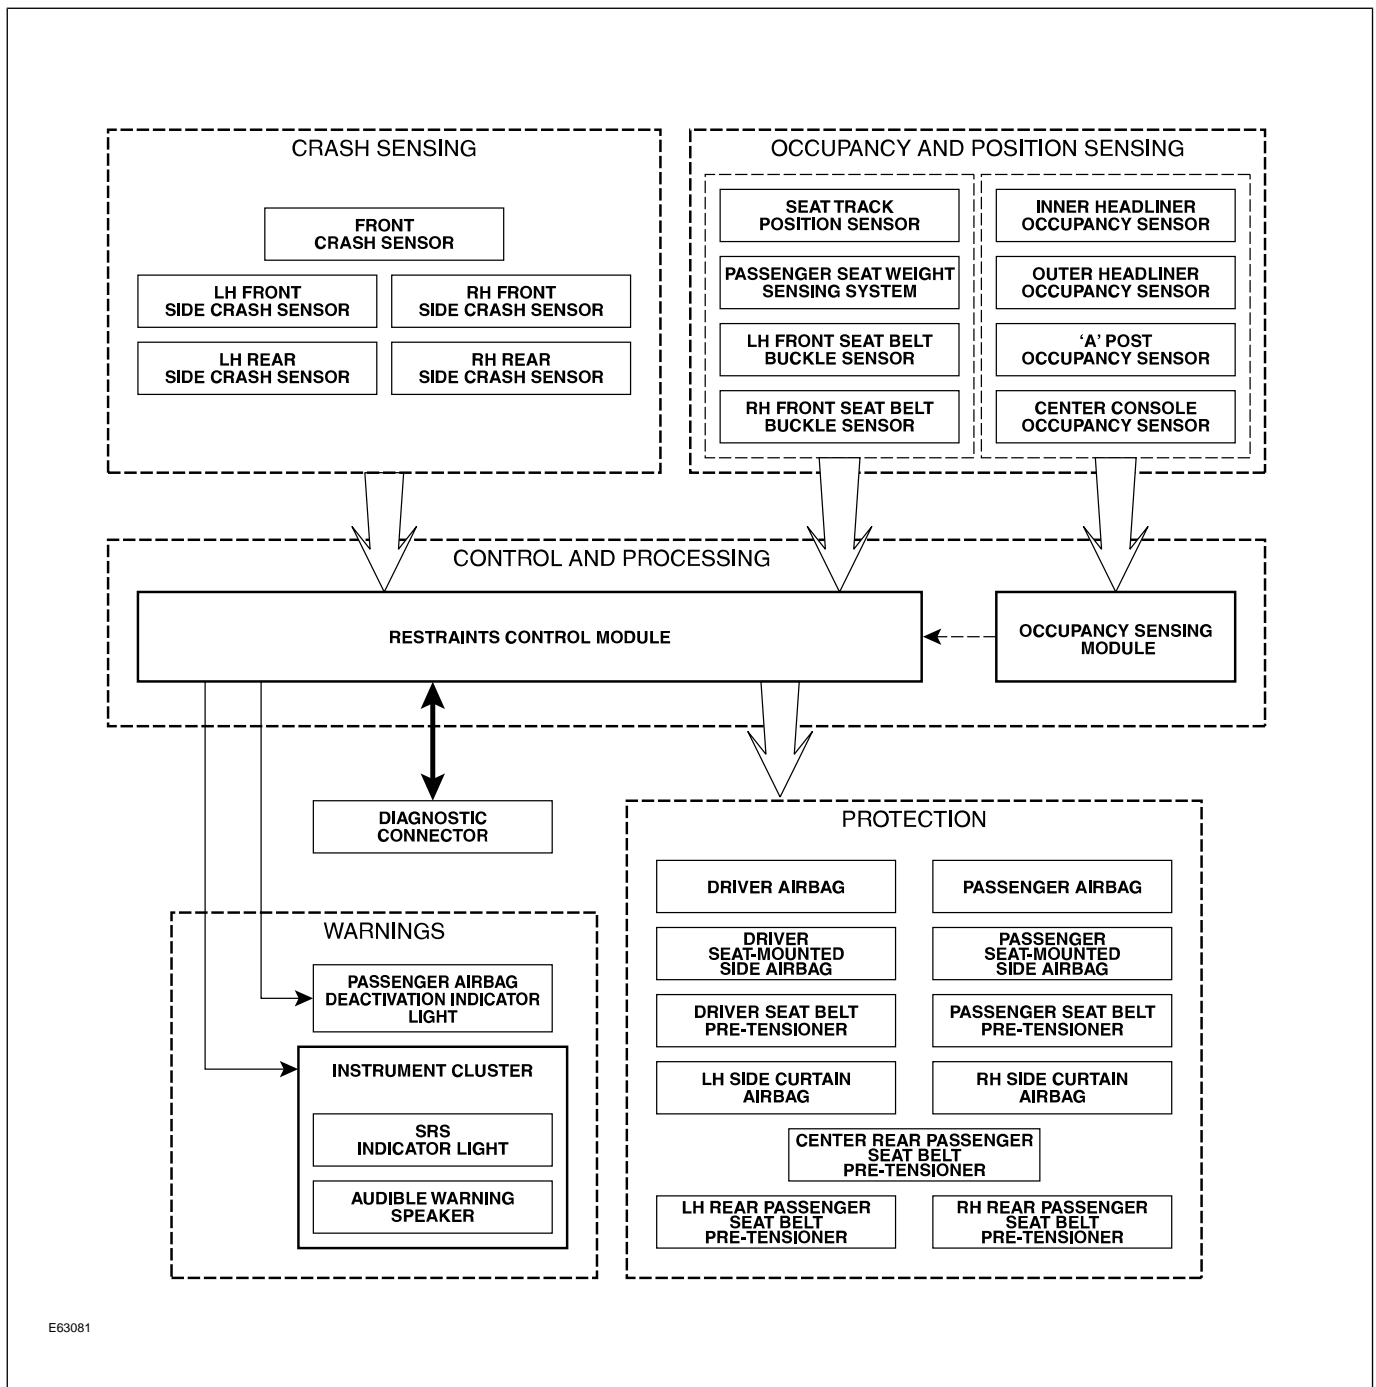 CRASH SENSING
FRONT
CRASH SENSOR
LH FRONT
SIDE CRASH SENSOR
RH FRONT
SIDE CRASH SENSOR
LH REAR
SIDE CRASH SENSOR
RH REAR
SIDE CRASH SENSOR
OCCUPANCY AND POSITION SENSING
SEAT TRACK
POSITION SENSOR
PASSENGER SEAT WEIGHT
SENSING SYSTEM
LH FRONT SEAT BELT
BUCKLE SENSOR
RH FRONT SEAT BELT
BUCKLE SENSOR
INNER HEADLINER
OCCUPANCY SENSOR
OUTER HEADLINER
OCCUPANCY SENSOR
‘A’ POST
OCCUPANCY SENSOR
CENTER CONSOLE
OCCUPANCY SENSOR
CONTROL AND PROCESSING
RESTRAINTS CONTROL MODULE
OCCUPANCY SENSING
MODULE
DIAGNOSTIC
CONNECTOR
WARNINGS
PASSENGER AIRBAG
DEACTIVATION INDICATOR
LIGHT
INSTRUMENT CLUSTER
SRS
INDICATOR LIGHT
AUDIBLE WARNING
SPEAKER
PROTECTION
DRIVER AIRBAG
PASSENGER AIRBAG
DRIVER
SEAT-MOUNTED
SIDE AIRBAG
PASSENGER
SEAT-MOUNTED
SIDE AIRBAG
DRIVER SEAT BELT
PRE-TENSIONER
PASSENGER SEAT BELT
PRE-TENSIONER
LH SIDE CURTAIN
AIRBAG
RH SIDE CURTAIN
AIRBAG
CENTER REAR PASSENGER
SEAT BELT
PRE-TENSIONER
LH REAR PASSENGER
SEAT BELT
PRE-TENSIONER
RH REAR PASSENGER
SEAT BELT
PRE-TENSIONER
E63081